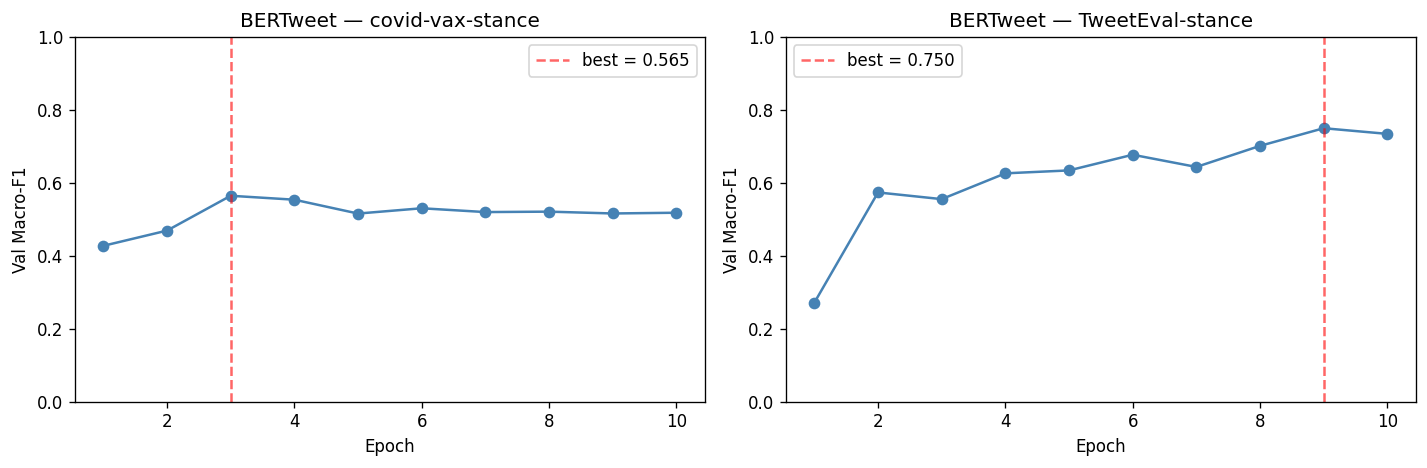 BERTweet — covid-vax-stance
1.0
0.8
0.6
0.4
0.2
0.0
Val Macro-F1
best = 0.565
2 4 6 8 10
Epoch
BERTweet — TweetEval-stance
1.0
0.8
0.6
0.4
0.2
0.0
Val Macro-F1
best = 0.750
2 4 6 8 10
Epoch